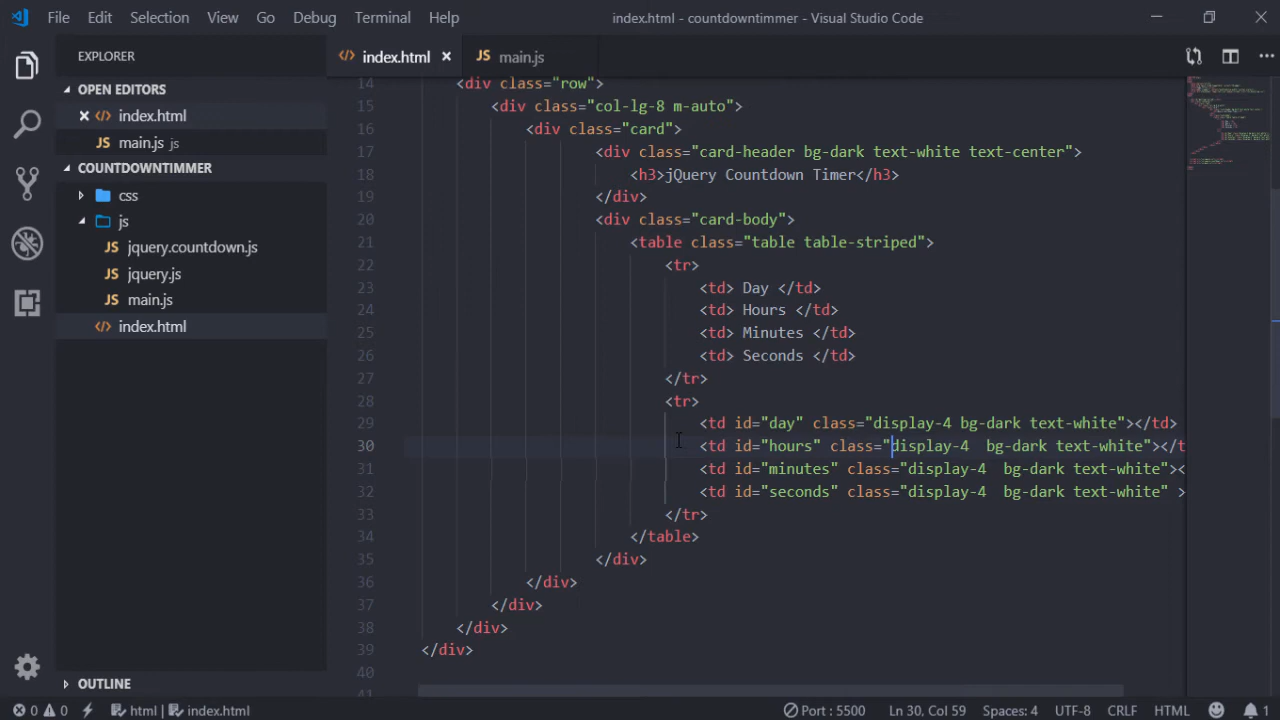 File Edit Selection View Go Debug Terminal Help
index.html - countdowntimmer - Visual Studio Code
EXPLORER
OPEN EDITORS
index.html
main.js js
COUNTDOWNTIMMER
css
js
JS jquery.countdown.js
JS jquery.js
JS main.js
index.html
OUTLINE
index.html
JS main.js
14 <div class="row">
15 <div class="col-lg-8 m-auto">
16 <div class="card">
17 <div class="card-header bg-dark text-white text-center">
18 <h3>jQuery Countdown Timer</h3>
19 </div>
20 <div class="card-body">
21 <table class="table table-striped">
22 <tr>
23 <td> Day </td>
24 <td> Hours </td>
25 <td> Minutes </td>
26 <td> Seconds </td>
27 </tr>
28 <tr>
29 <td id="day" class="display-4 bg-dark text-white"></td>
30 <td id="hours" class="display-4  bg-dark text-white"></t
31 <td id="minutes" class="display-4  bg-dark text-white"><
32 <td id="seconds" class="display-4  bg-dark text-white" >
33 </tr>
34 </table>
35 </div>
36 </div>
37 </div>
38 </div>
39 </div>
40
41
0 0 html index.html Port : 5500 Ln 30, Col 59 Spaces: 4 UTF-8 CRLF HTML 1